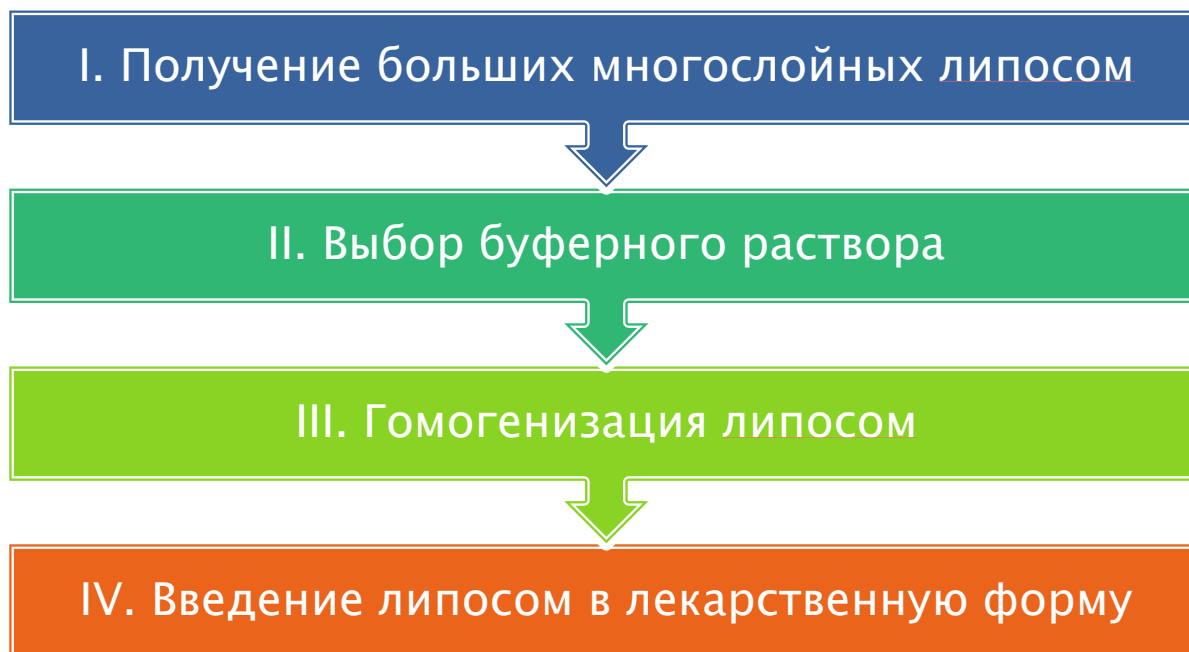 I. Получение больших многослойных липосом
II. Выбор буферного раствора
III. Гомогенизация липосом
IV. Введение липосом в лекарственную форму